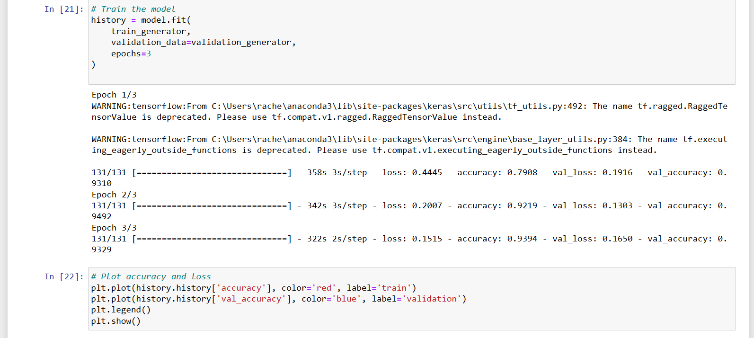 In [21]: # Train the model
history = model.fit(
train_generator,
validation_data=validation_generator,
epochs=3
)
Epoch 1/3
WARNING:tensorflow:From C:\Users\rache\anaconda3\lib\site-packages\keras\src\utils\tf_utils.py:492: The name tf.ragged.RaggedTe
nsorValue is deprecated. Please use tf.compat.v1.ragged.RaggedTensorValue instead.
WARNING:tensorflow:From C:\Users\rache\anaconda3\lib\site-packages\keras\src\engine\base_layer_utils.py:384: The name tf.execut
ing_eagerly_outside_functions is deprecated. Please use tf.compat.v1.executing_eagerly_outside_functions instead.
131/131 [==============================] - 358s 3s/step - loss: 0.4445 - accuracy: 0.7908 - val_loss: 0.1916 - val_accuracy: 0.
9310
Epoch 2/3
131/131 [==============================] - 342s 3s/step - loss: 0.2007 - accuracy: 0.9219 - val_loss: 0.1303 - val_accuracy: 0.
9492
Epoch 3/3
131/131 [==============================] - 322s 2s/step - loss: 0.1515 - accuracy: 0.9394 - val_loss: 0.1650 - val_accuracy: 0.
9329
In [22]: # Plot accuracy and Loss
plt.plot(history.history['accuracy'], color='red', label='train')
plt.plot(history.history['val_accuracy'], color='blue', label='validation')
plt.legend()
plt.show()